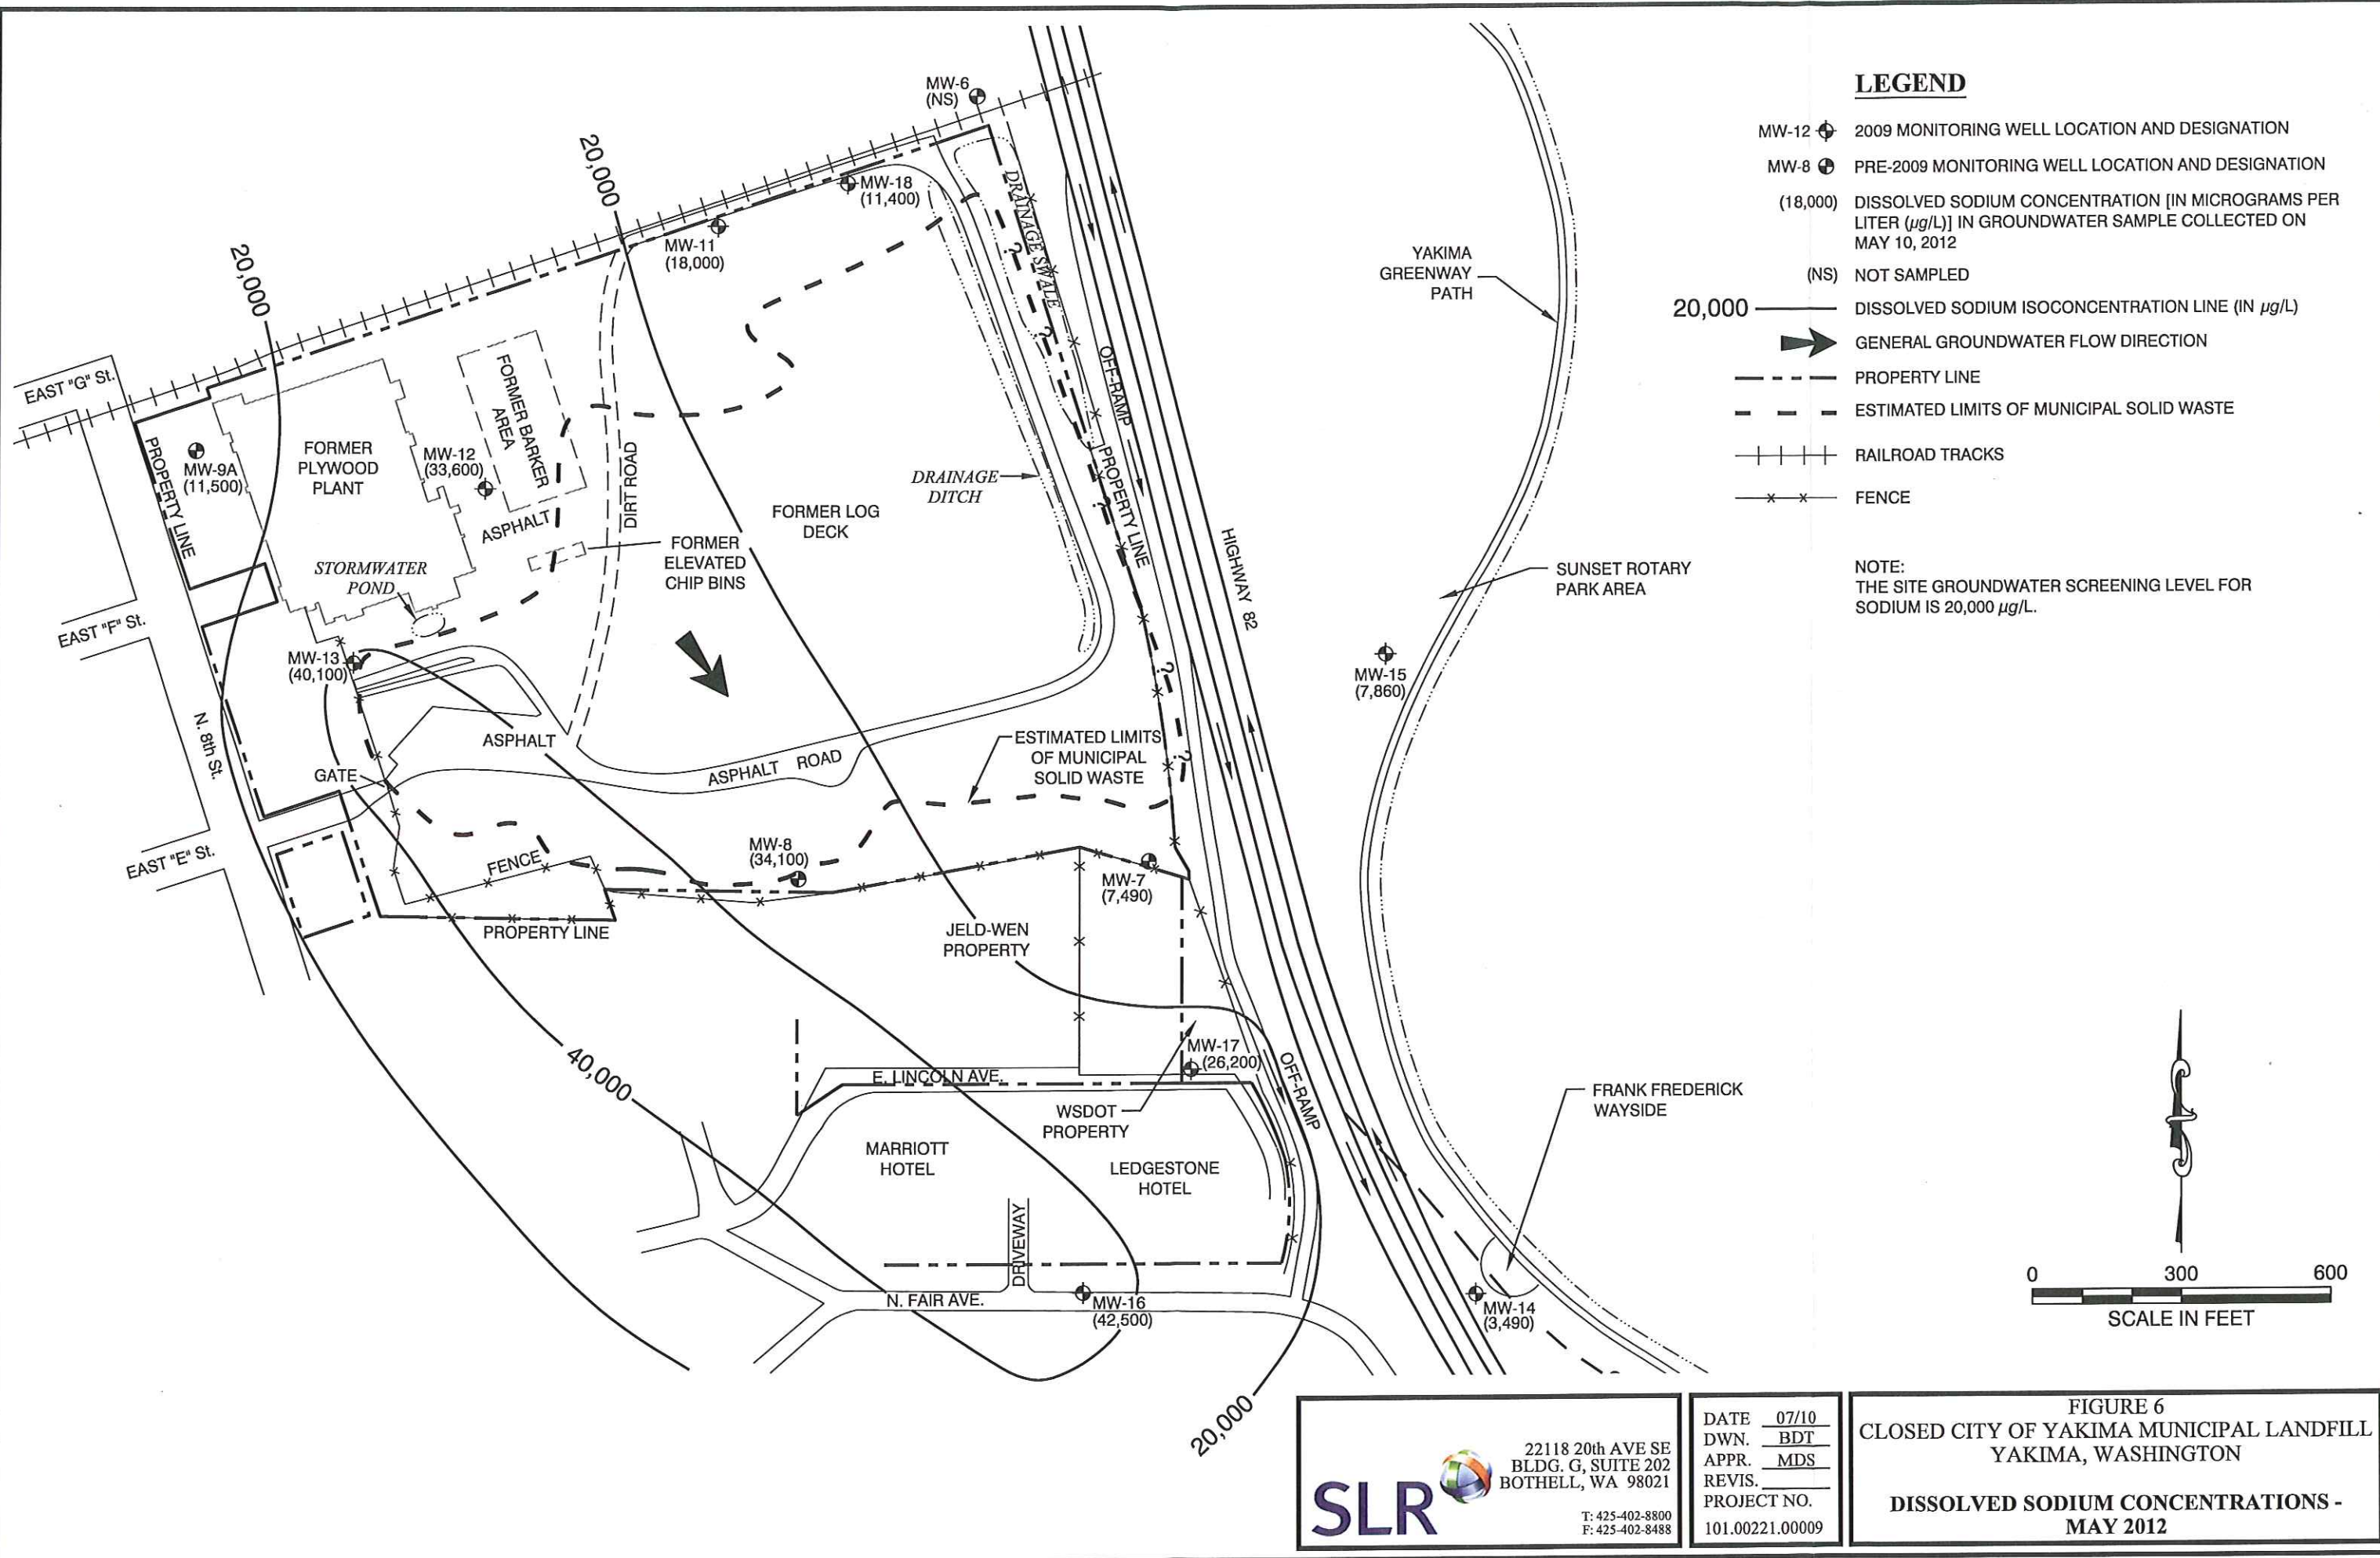 MW-6
(NS)
20,000
MW-18
(11,400)
MW-11
(18,000)
20,000
DRAINAGE SWALE
?
?
?
?
?
OFF-RAMP
PROPERTY LINE
EAST "G" St.
PROPERTY LINE
MW-9A
(11,500)
FORMER
PLYWOOD
PLANT
MW-12
(33,600)
FORMER BARKER
AREA
DIRT ROAD
ASPHALT
DRAINAGE
DITCH
FORMER LOG
DECK
FORMER
ELEVATED
CHIP BINS
STORMWATER
POND
HIGHWAY 82
YAKIMA
GREENWAY
PATH
SUNSET ROTARY
PARK AREA
EAST "F" St.
MW-13
(40,100)
MW-15
(7,860)
N. 8th St.
ASPHALT
GATE
ASPHALT ROAD
ESTIMATED LIMITS
OF MUNICIPAL
SOLID WASTE
EAST "E" St.
FENCE
MW-8
(34,100)
MW-7
(7,490)
PROPERTY LINE
JELD-WEN
PROPERTY
40,000
MW-17
(26,200)
E. LINCOLN AVE.
OFF-RAMP
WSDOT
PROPERTY
FRANK FREDERICK
WAYSIDE
MARRIOTT
HOTEL
LEDGESTONE
HOTEL
DRIVEWAY
N. FAIR AVE.
MW-16
(42,500)
MW-14
(3,490)
20,000
LEGEND
MW-12 2009 MONITORING WELL LOCATION AND DESIGNATION
MW-8 PRE-2009 MONITORING WELL LOCATION AND DESIGNATION
(18,000) DISSOLVED SODIUM CONCENTRATION [IN MICROGRAMS PER
LITER (µg/L)] IN GROUNDWATER SAMPLE COLLECTED ON
MAY 10, 2012
(NS) NOT SAMPLED
20,000 DISSOLVED SODIUM ISOCONCENTRATION LINE (IN µg/L)
GENERAL GROUNDWATER FLOW DIRECTION
PROPERTY LINE
ESTIMATED LIMITS OF MUNICIPAL SOLID WASTE
RAILROAD TRACKS
FENCE
NOTE:
THE SITE GROUNDWATER SCREENING LEVEL FOR
SODIUM IS 20,000 µg/L.
0 300 600
SCALE IN FEET
SLR
22118 20th AVE SE
BLDG. G, SUITE 202
BOTHELL, WA 98021
T: 425-402-8800
F: 425-402-8488
DATE 07/10
DWN. BDT
APPR. MDS
REVIS.
PROJECT NO.
101.00221.00009
FIGURE 6
CLOSED CITY OF YAKIMA MUNICIPAL LANDFILL
YAKIMA, WASHINGTON
DISSOLVED SODIUM CONCENTRATIONS -
MAY 2012